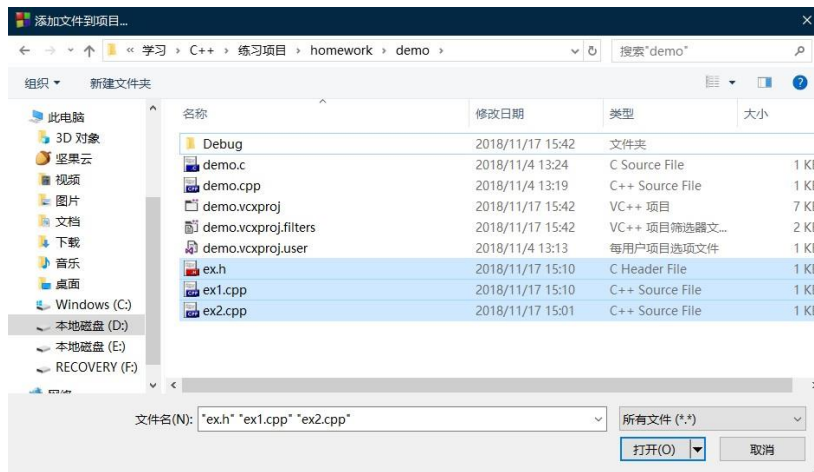 添加文件到项目...
« 学习 › C++ › 练习项目 › homework › demo › 搜索"demo"
组织 新建文件夹
名称 修改日期 类型 大小
此电脑
3D 对象
坚果云
视频
图片
文档
下载
音乐
桌面
Windows (C:)
本地磁盘 (D:)
本地磁盘 (E:)
RECOVERY (F:)
Debug 2018/11/17 15:42 文件夹
demo.c 2018/11/4 13:24 C Source File 1 K
demo.cpp 2018/11/4 13:19 C++ Source File 1 K
demo.vcxproj 2018/11/17 15:42 VC++ 项目 7 K
demo.vcxproj.filters 2018/11/17 15:42 VC++ 项目筛选器文... 2 K
demo.vcxproj.user 2018/11/4 13:13 每用户项目选项文件 1 K
ex.h 2018/11/17 15:10 C Header File 1 K
ex1.cpp 2018/11/17 15:10 C++ Source File 1 K
ex2.cpp 2018/11/17 15:01 C++ Source File 1 K
文件名(N): "ex.h" "ex1.cpp" "ex2.cpp" 所有文件 (*.*)
打开(O) 取消